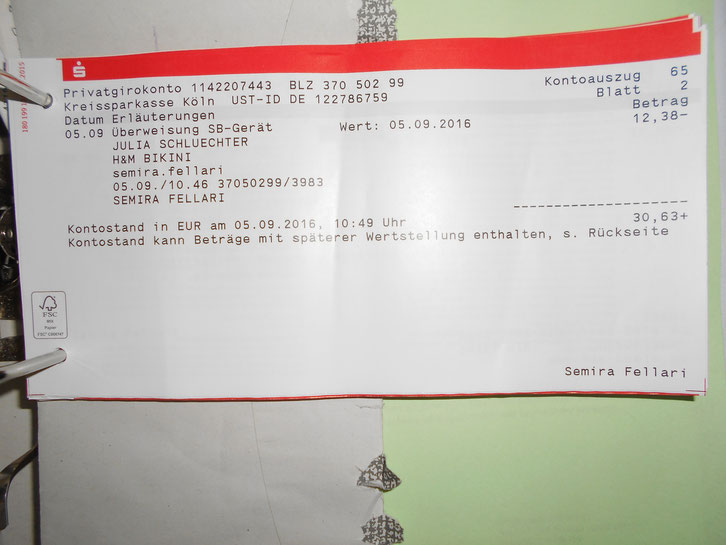 Privatgirokonto 1142207443 BLZ 370 502 99 Kontoauszug 65
Kreissparkasse Köln UST-ID DE 122786759 Blatt 2
Datum Erläuterungen Betrag
05.09 Überweisung SB-Gerät Wert: 05.09.2016 12,38-
JULIA SCHLUECHTER
H&M BIKINI
semira.fellari
05.09./10.46 37050299/3983
SEMIRA FELLARI
Kontostand in EUR am 05.09.2016, 10:49 Uhr 30,63+
Kontostand kann Beträge mit späterer Wertstellung enthalten, s. Rückseite
FSC
Papier
Semira Fellari